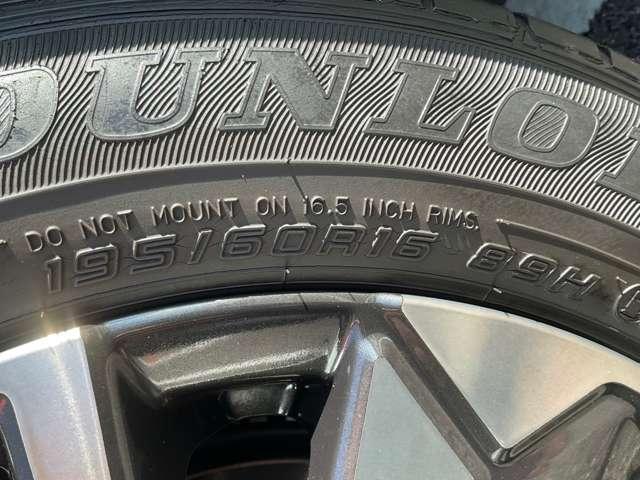 DUNLO
DO NOT MOUNT ON 16.5 INCH RIMS.
195/60R16 89H